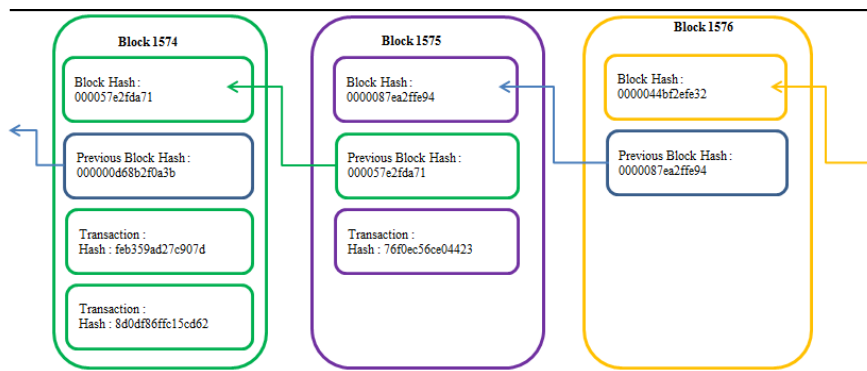 Block 1574
Block Hash :
000057e2fda71
Previous Block Hash :
000000d68b2f0a3b
Transaction :
Hash : feb359ad27c907d
Transaction :
Hash : 8d0df86ffc15cd62
Block 1575
Block Hash :
0000087ea2ffe94
Previous Block Hash :
000057e2fda71
Transaction :
Hash : 76f0ec56ce04423
Block 1576
Block Hash :
0000044bf2efe32
Previous Block Hash :
0000087ea2ffe94